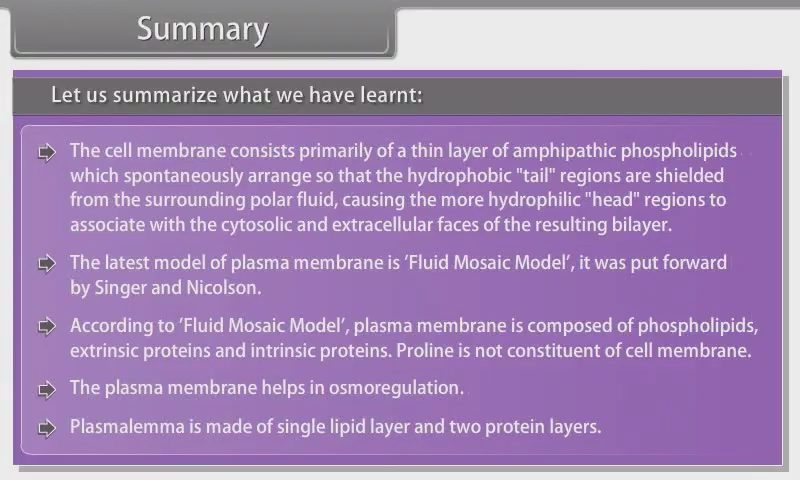 Summary
Let us summarize what we have learnt:
The cell membrane consists primarily of a thin layer of amphipathic phospholipids
which spontaneously arrange so that the hydrophobic "tail" regions are shielded
from the surrounding polar fluid, causing the more hydrophilic "head" regions to
associate with the cytosolic and extracellular faces of the resulting bilayer.
The latest model of plasma membrane is ’Fluid Mosaic Model’, it was put forward
by Singer and Nicolson.
According to ’Fluid Mosaic Model’, plasma membrane is composed of phospholipids,
extrinsic proteins and intrinsic proteins. Proline is not constituent of cell membrane.
The plasma membrane helps in osmoregulation.
Plasmalemma is made of single lipid layer and two protein layers.